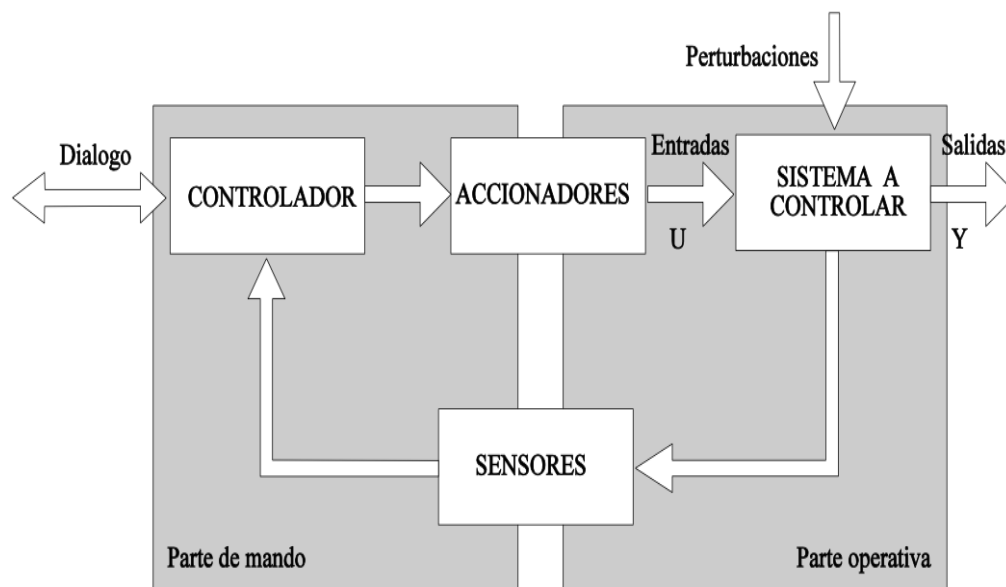 Perturbaciones
Dialogo
CONTROLADOR
ACCIONADORES
Entradas
U
SISTEMA A
CONTROLAR
Salidas
Y
SENSORES
Parte de mando
Parte operativa